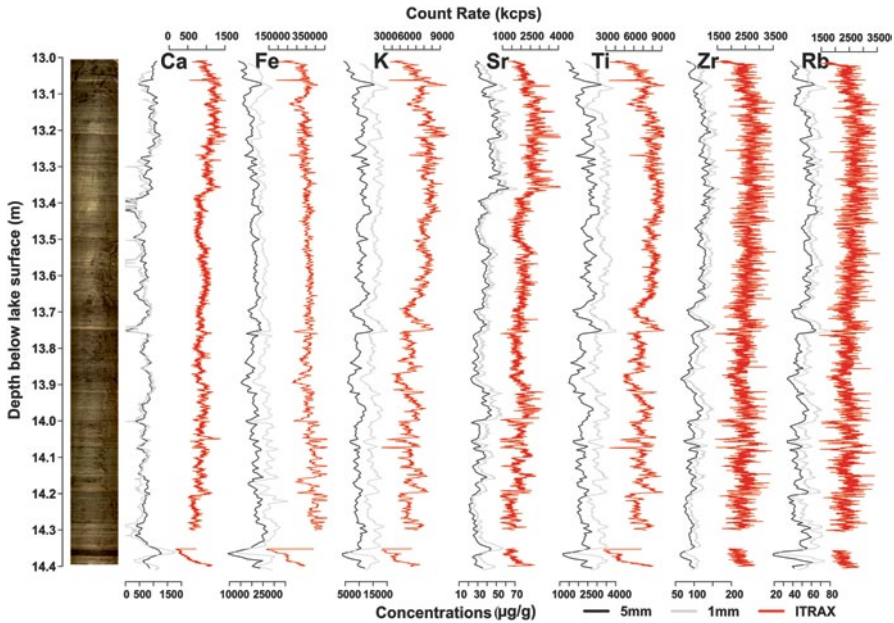 Count Rate (kcps)
0 500 1500 150000 350000 3000 6000 9000 1000 2500 4000 3000 6000 9000 1500 2500 3500 1500 2500 3500
Ca Fe K Sr Ti Zr Rb
13.0
13.1
13.2
13.3
13.4
13.5
13.6
13.7
13.8
13.9
14.0
14.1
14.2
14.3
14.4
Depth below lake surface (m)
0 500 1500 10000 25000 5000 15000 10 30 50 70 1000 2000 4000 50 100 200 20 40 60 80
Concentrations (µg/g)
5mm 1mm ITRAX